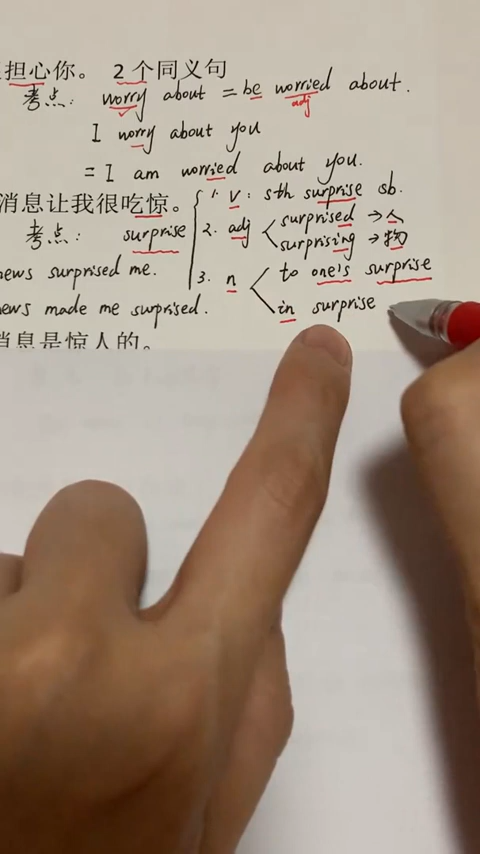 担心你。 2个同义句
考点: worry about = be worried about.
adj
I worry about you
= I am worried about you.
消息让我很吃惊。
考点: surprise
1. v: sth surprise sb.
2. adj surprised → 人
surprising → 物
3. n to one's surprise
in surprise
news surprised me.
news made me surprised.
消息是惊人的。